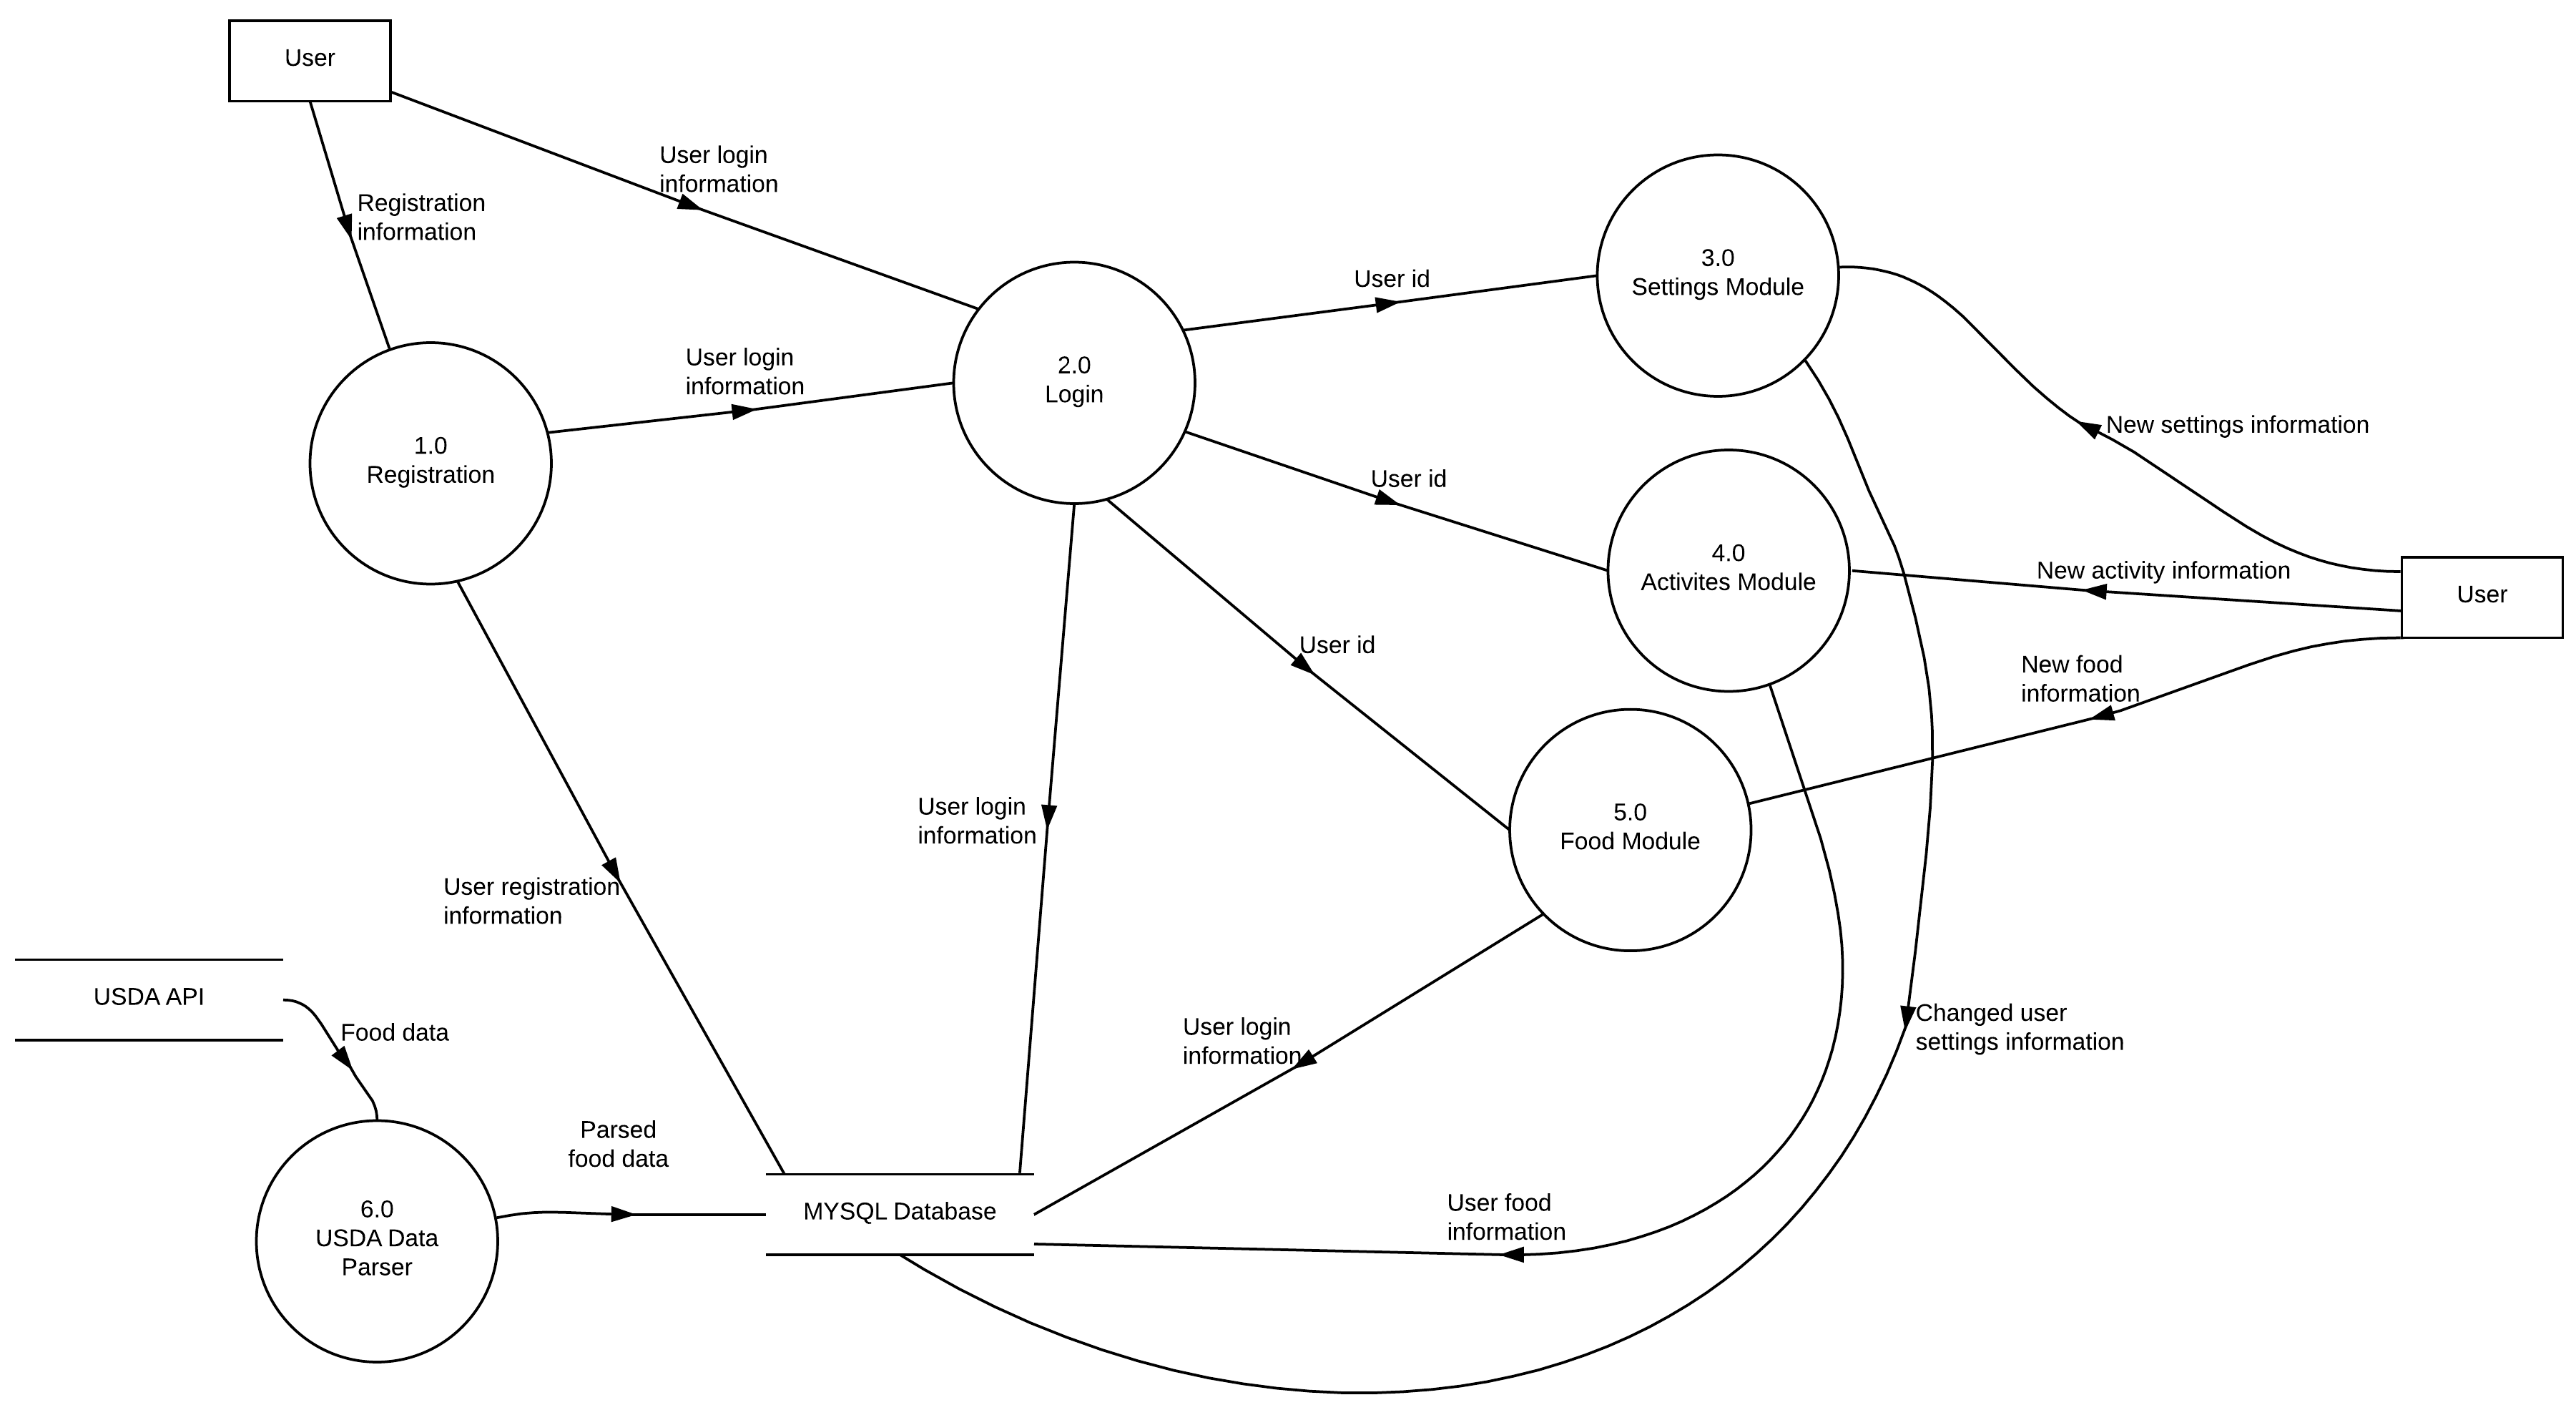 User
User login
information
Registration
information
3.0
Settings Module
User id
User login
information
2.0
Login
1.0
Registration
New settings information
User id
4.0
Activites Module
New activity information
User
User id
New food
information
User login
information
5.0
Food Module
User registration
information
USDA API
Food data
User login
information
Changed user
settings information
Parsed
food data
6.0
USDA Data
Parser
MYSQL Database
User food
information